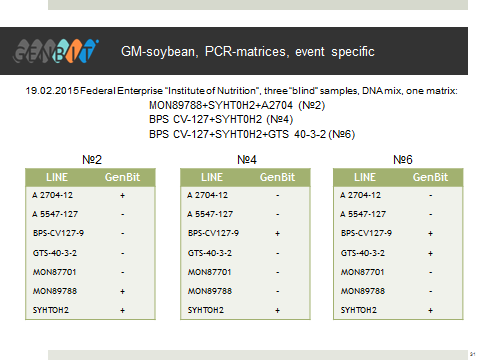 GENBIT
GM-soybean, PCR-matrices, event specific
19.02.2015 Federal Enterprise "Institute of Nutrition", three "blind" samples, DNA mix, one matrix:
MON89788+SYHT0H2+A2704 (№2)
BPS CV-127+SYHT0H2 (№4)
BPS CV-127+SYHT0H2+GTS 40-3-2 (№6)
№2 №4 №6
LINE GenBit LINE GenBit LINE GenBit
A 2704-12 + A 2704-12 - A 2704-12 -
A 5547-127 - A 5547-127 - A 5547-127 -
BPS-CV127-9 - BPS-CV127-9 + BPS-CV127-9 +
GTS-40-3-2 - GTS-40-3-2 - GTS-40-3-2 +
MON87701 - MON87701 - MON87701 -
MON89788 + MON89788 - MON89788 -
SYHTOH2 + SYHTOH2 + SYHTOH2 +